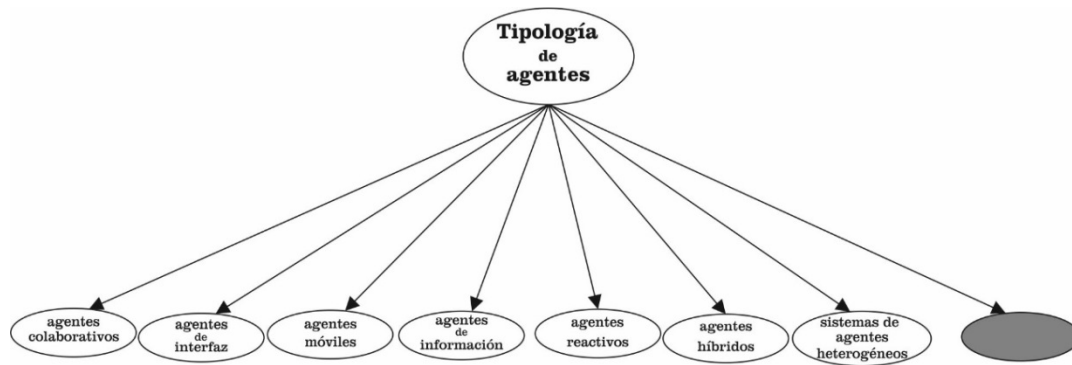 Tipología
de
agentes
agentes
colaborativos
agentes
de
interfaz
agentes
móviles
agentes
de
información
agentes
reactivos
agentes
híbridos
sistemas de
agentes
heterogéneos